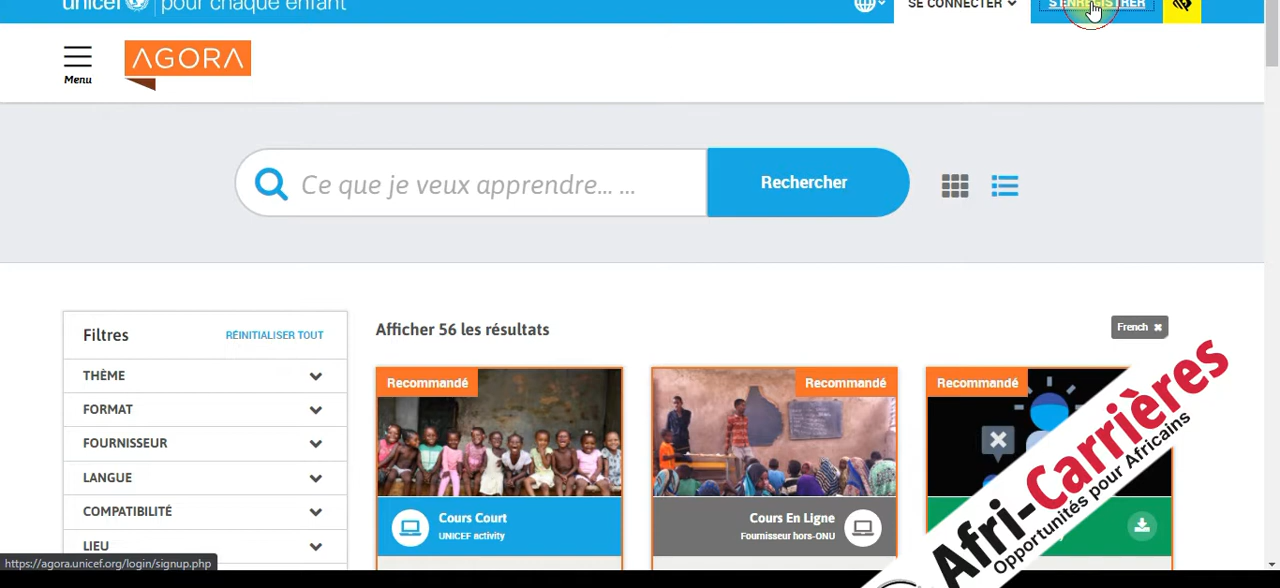 unicef pour chaque enfant
SE CONNECTER
S'ENREGISTRER
Menu
AGORA
Ce que je veux apprendre... ...
Rechercher
Filtres
RÉINITIALISER TOUT
Afficher 56 les résultats
French
THÈME
FORMAT
FOURNISSEUR
LANGUE
COMPATIBILITÉ
LIEU
Recommandé
Recommandé
Recommandé
Cours Court
UNICEF activity
Cours En Ligne
Fournisseur hors-ONU
https://agora.unicef.org/login/signup.php
Afri-Carrières
Opportunités pour Africains